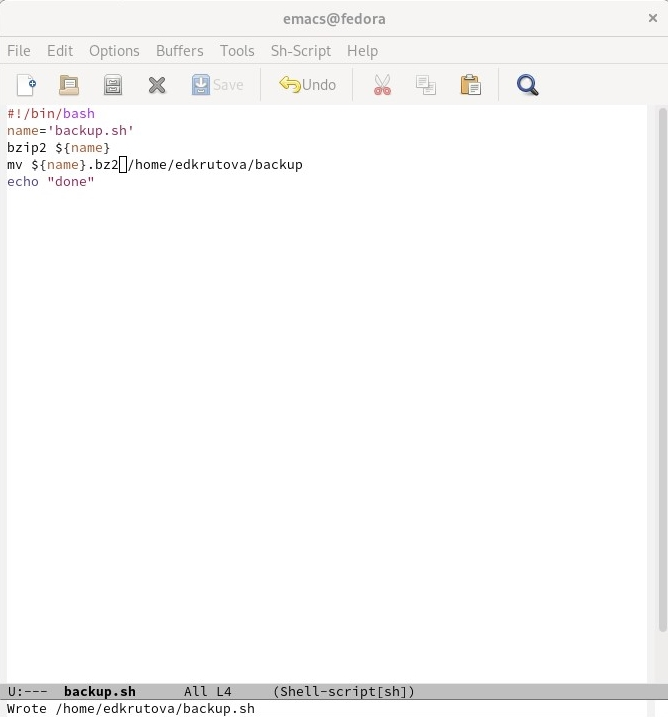 emacs@fedora ×
File Edit Options Buffers Tools Sh-Script Help
Save Undo
#!/bin/bash
name='backup.sh'
bzip2 ${name}
mv ${name}.bz2 /home/edkrutova/backup
echo "done"
U:--- backup.sh All L4 (Shell-script[sh])
Wrote /home/edkrutova/backup.sh